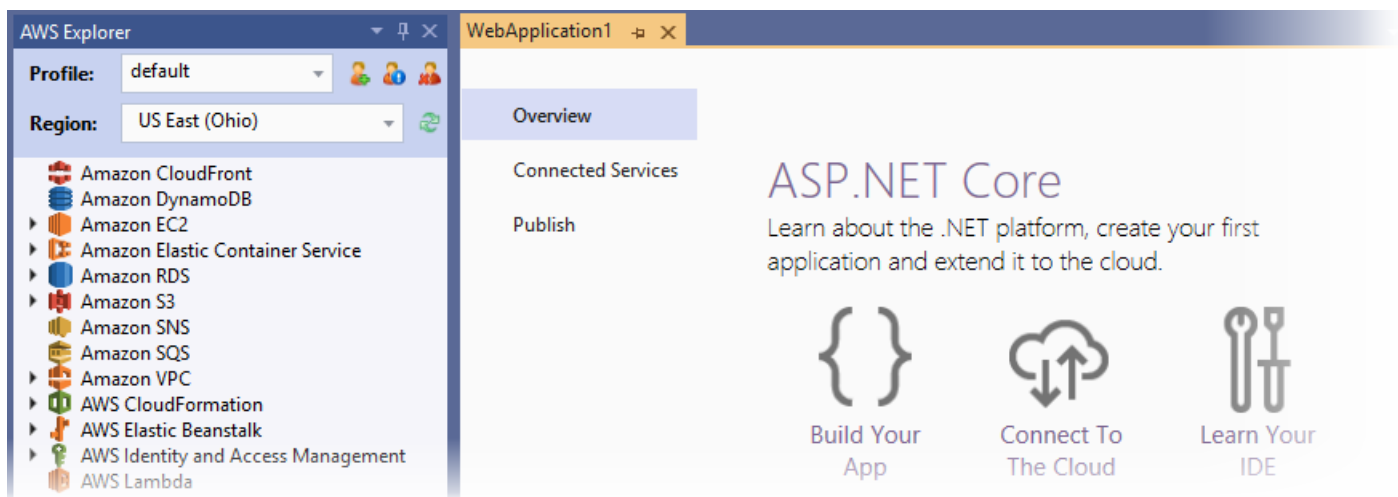 AWS Explorer
Profile: default
Region: US East (Ohio)
Amazon CloudFront
Amazon DynamoDB
Amazon EC2
Amazon Elastic Container Service
Amazon RDS
Amazon S3
Amazon SNS
Amazon SQS
Amazon VPC
AWS CloudFormation
AWS Elastic Beanstalk
AWS Identity and Access Management
AWS Lambda
WebApplication1
Overview
Connected Services
Publish
ASP.NET Core
Learn about the .NET platform, create your first
application and extend it to the cloud.
Build Your
App
Connect To
The Cloud
Learn Your
IDE